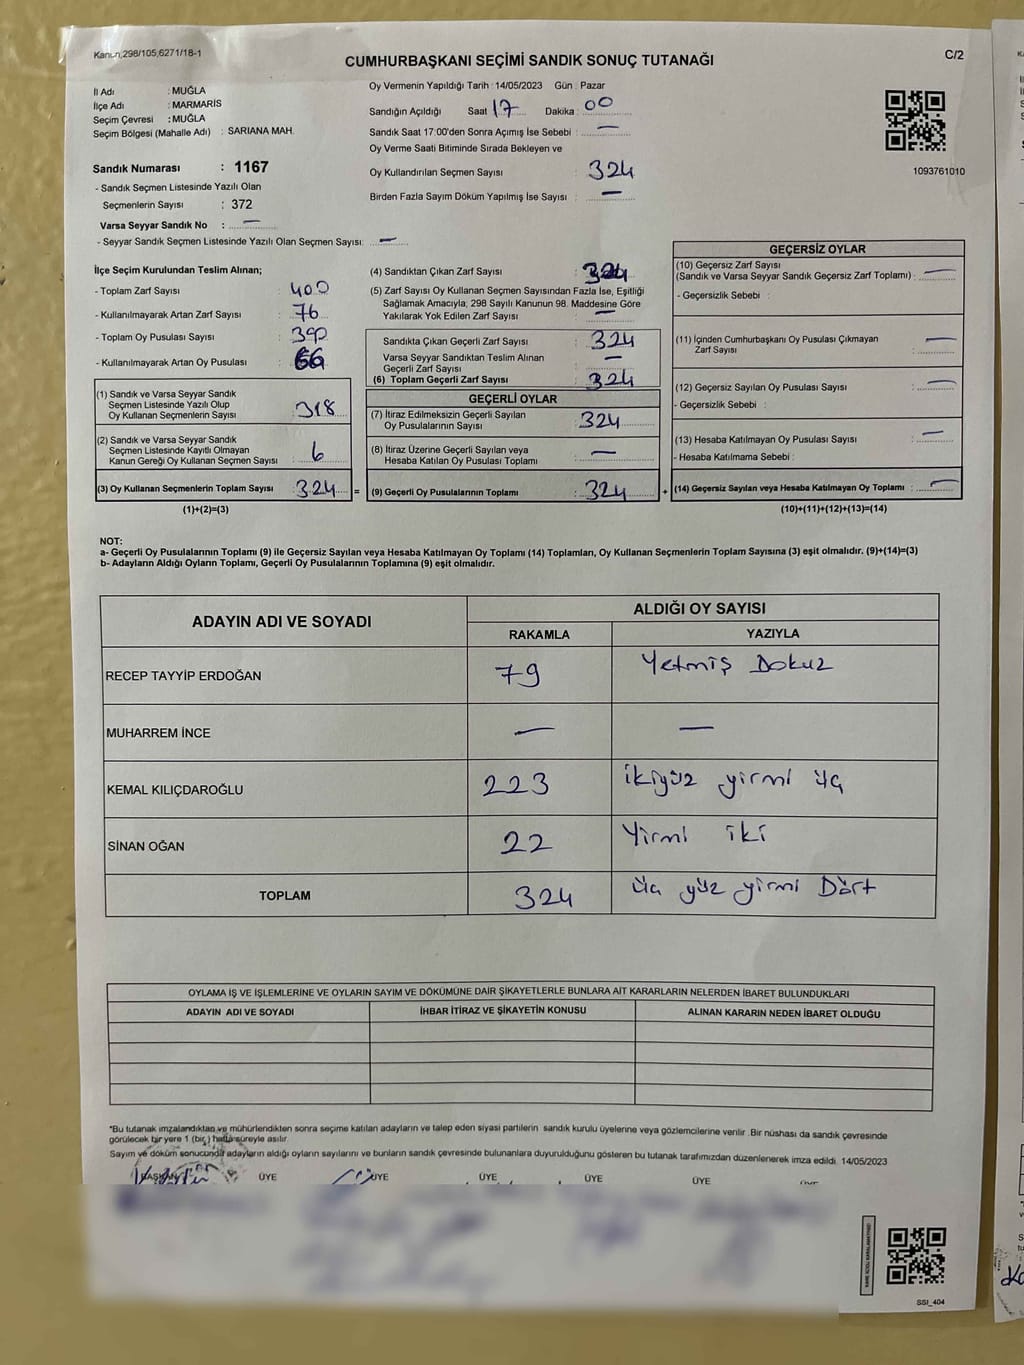 Kanun,298/105,6271/18-1
C/2
CUMHURBAŞKANI SEÇİMİ SANDIK SONUÇ TUTANAĞI
İl Adı : MUĞLA
İlçe Adı : MARMARİS
Seçim Çevresi : MUĞLA
Seçim Bölgesi (Mahalle Adı) : SARIANA MAH.
Sandık Numarası : 1167
- Sandık Seçmen Listesinde Yazılı Olan
Seçmenlerin Sayısı : 372
Varsa Seyyar Sandık No : —
- Seyyar Sandık Seçmen Listesinde Yazılı Olan Seçmen Sayısı: —
Oy Vermenin Yapıldığı Tarih : 14/05/2023 Gün : Pazar
Sandığın Açıldığı Saat 17 Dakika : 00
Sandık Saat 17:00'den Sonra Açımış İse Sebebi : —
Oy Verme Saati Bitiminde Sırada Bekleyen ve
Oy Kullandırılan Seçmen Sayısı : 324
Birden Fazla Sayım Döküm Yapılmış İse Sayısı : —
1093761010
İlçe Seçim Kurulundan Teslim Alınan;
- Toplam Zarf Sayısı : 400
- Kullanılmayarak Artan Zarf Sayısı : 76
- Toplam Oy Pusulası Sayısı : 390
- Kullanılmayarak Artan Oy Pusulası : 66
(1) Sandık ve Varsa Seyyar Sandık
Seçmen Listesinde Yazılı Olup
Oy Kullanan Seçmenlerin Sayısı : 318
(2) Sandık ve Varsa Seyyar Sandık
Seçmen Listesinde Kayıtlı Olmayan
Kanun Gereği Oy Kullanan Seçmen Sayısı : 6
(3) Oy Kullanan Seçmenlerin Toplam Sayısı : 324
(1)+(2)=(3)
(4) Sandıktan Çıkan Zarf Sayısı : 324
(5) Zarf Sayısı Oy Kullanan Seçmen Sayısından Fazla İse, Eşitliği
Sağlamak Amacıyla, 298 Sayılı Kanunun 98. Maddesine Göre
Yakılarak Yok Edilen Zarf Sayısı : —
Sandıkta Çıkan Geçerli Zarf Sayısı : 324
Varsa Seyyar Sandıktan Teslim Alınan
Geçerli Zarf Sayısı : —
(6) Toplam Geçerli Zarf Sayısı : 324
GEÇERLİ OYLAR
(7) İtiraz Edilmeksizin Geçerli Sayılan
Oy Pusulalarının Sayısı : 324
(8) İtiraz Üzerine Geçerli Sayılan veya
Hesaba Katılan Oy Pusulası Toplamı : —
= (9) Geçerli Oy Pusulalarının Toplamı : 324
GEÇERSİZ OYLAR
(10) Geçersiz Zarf Sayısı
(Sandık ve Varsa Seyyar Sandık Geçersiz Zarf Toplamı) : —
- Geçersizlik Sebebi :
(11) İçinden Cumhurbaşkanı Oy Pusulası Çıkmayan
Zarf Sayısı : —
(12) Geçersiz Sayılan Oy Pusulası Sayısı : —
- Geçersizlik Sebebi :
(13) Hesaba Katılmayan Oy Pusulası Sayısı : —
- Hesaba Katılmama Sebebi :
+ (14) Geçersiz Sayılan veya Hesaba Katılmayan Oy Toplamı : —
(10)+(11)+(12)+(13)=(14)
NOT:
a- Geçerli Oy Pusulalarının Toplamı (9) ile Geçersiz Sayılan veya Hesaba Katılmayan Oy Toplamı (14) Toplamları, Oy Kullanan Seçmenlerin Toplam Sayısına (3) eşit olmalıdır. (9)+(14)=(3)
b- Adayların Aldığı Oyların Toplamı, Geçerli Oy Pusulalarının Toplamına (9) eşit olmalıdır.
ADAYIN ADI VE SOYADI
ALDIĞI OY SAYISI
RAKAMLA YAZIYLA
RECEP TAYYİP ERDOĞAN 79 Yetmiş Dokuz
MUHARREM İNCE — —
KEMAL KILIÇDAROĞLU 223 ikiyüz yirmi üç
SİNAN OĞAN 22 Yirmi iki
TOPLAM 324 üç yüz yirmi Dört
OYLAMA İŞ VE İŞLEMLERİNE VE OYLARIN SAYIM VE DÖKÜMÜNE DAİR ŞİKAYETLERLE BUNLARA AİT KARARLARIN NELERDEN İBARET BULUNDUKLARI
ADAYIN ADI VE SOYADI İHBAR İTİRAZ VE ŞİKAYETİN KONUSU ALINAN KARARIN NEDEN İBARET OLDUĞU
*Bu tutanak imzalandıktan ve mühürlendikten sonra seçime katılan adayların ve talep eden siyasi partilerin sandık kurulu üyelerine veya gözlemcilerine verilir .Bir nüshası da sandık çevresinde
görülecek bir yere 1 (bir) hafta süreyle asılır.
Sayım ve döküm sonucunda adayların aldığı oyların sayılarını ve bunların sandık çevresinde bulunanlara duyurulduğunu gösteren bu tutanak tarafımızdan düzenlenerek imza edildi. 14/05/2023
BAŞKAN ÜYE ÜYE ÜYE ÜYE ÜYE
SSI_404